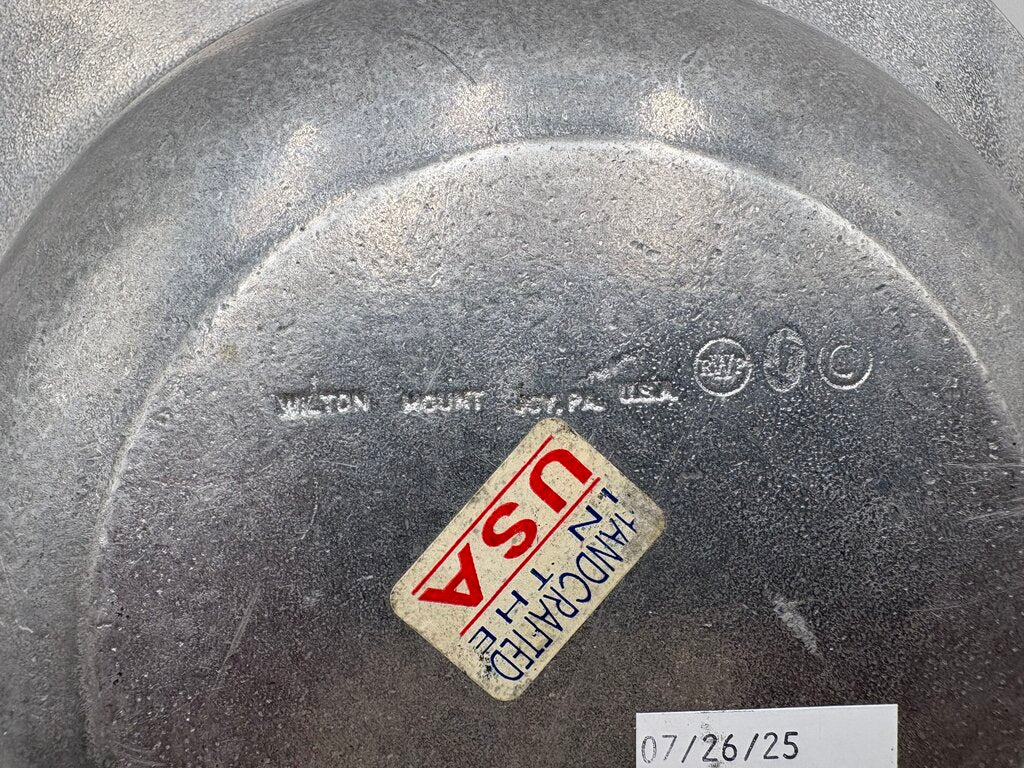 WILTON MOUNT JOY, PA. U.S.A. RWP ©
HANDCRAFTED
IN THE
USA
07/26/25